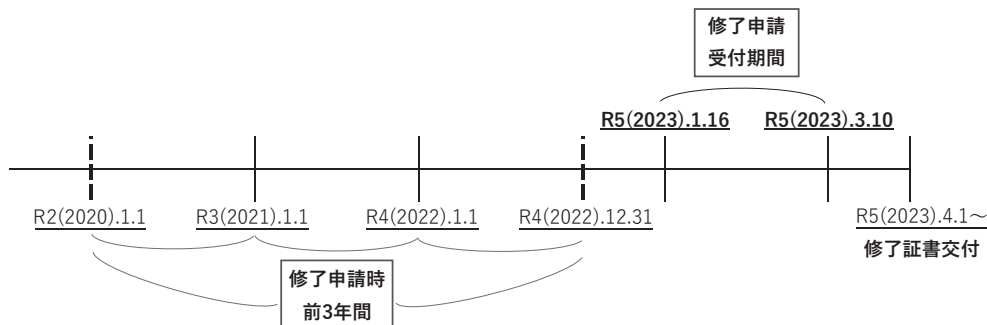 修了申請
受付期間
R5(2023).1.16
R5(2023).3.10
R2(2020).1.1
R3(2021).1.1
R4(2022).1.1
R4(2022).12.31
R5(2023).4.1～
修了証書交付
修了申請時
前3年間